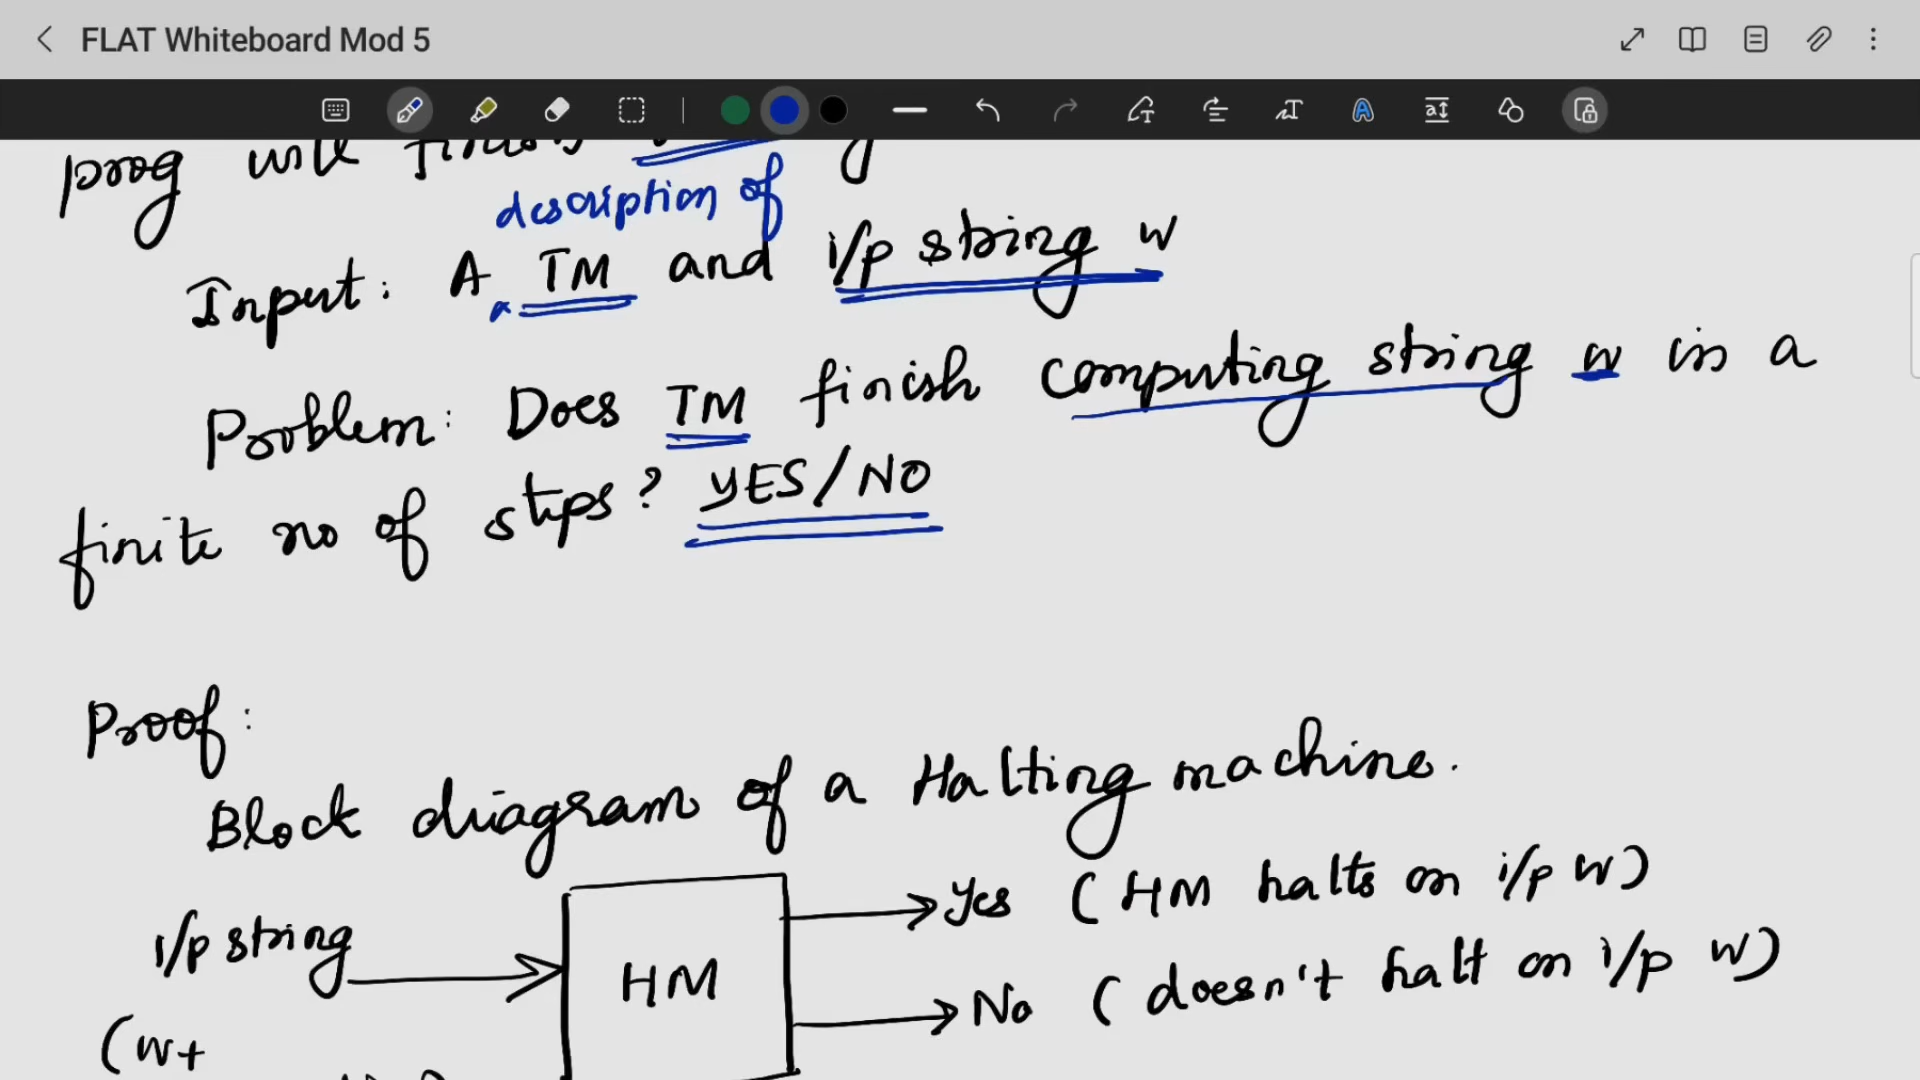 FLAT Whiteboard Mod 5
prog will
description of
Input: A TM and i/p string w
Problem: Does TM finish computing string w in a
finite no of steps? YES/NO
Proof:
Block diagram of a Halting machine.
i/p string
HM
Yes (HM halts on i/p w)
No (doesn't halt on i/p w)
(w+